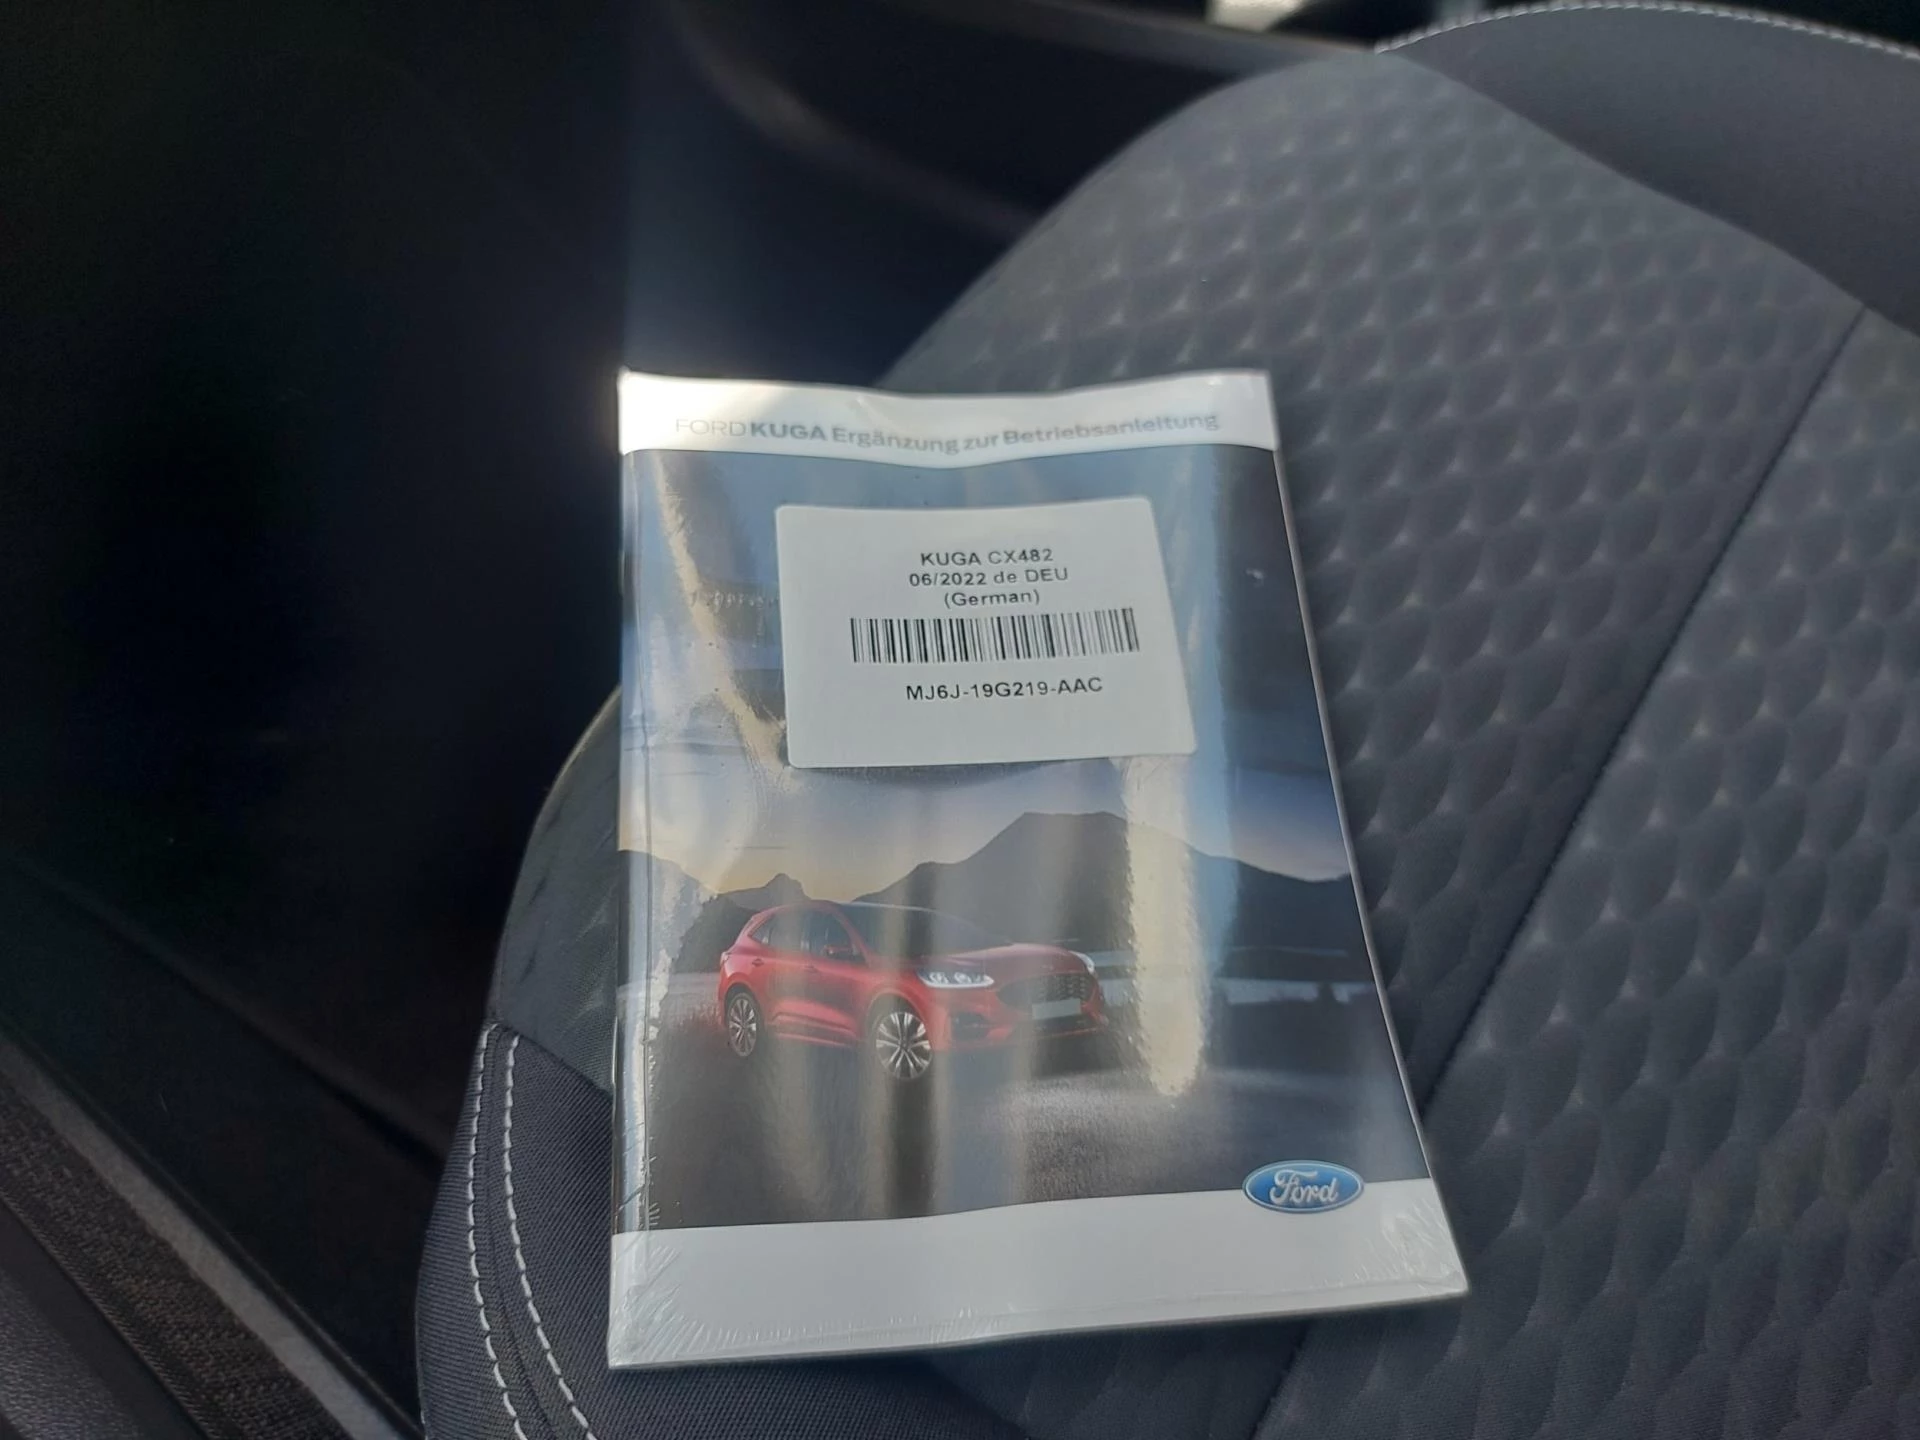 FORD KUGA Ergänzung zur Betriebsanleitung
KUGA CX482
06/2022 de DEU
(German)
MJ6J-19G219-AAC
Ford